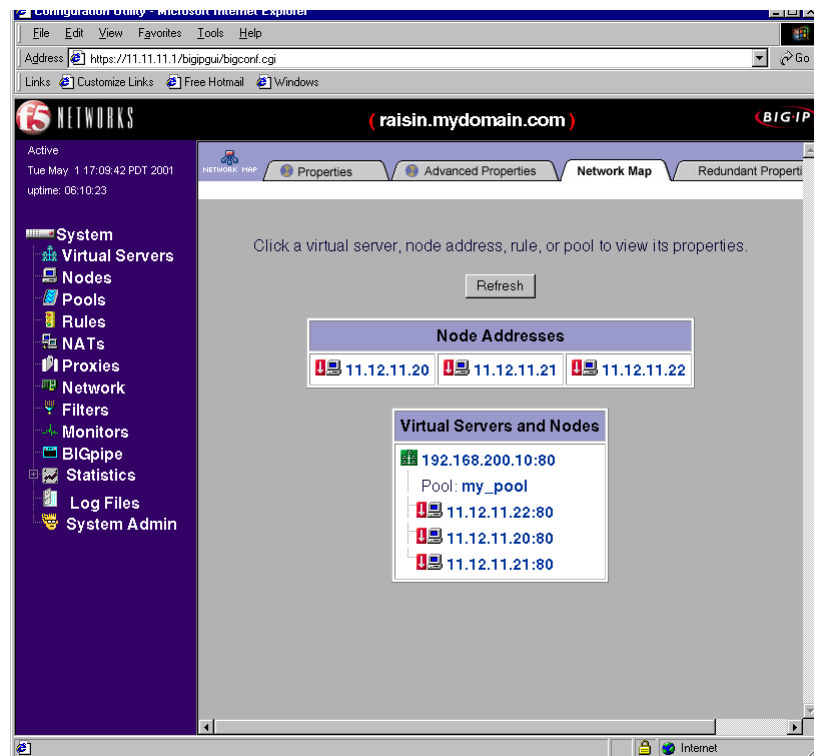 Configuration Utility - Microsoft Internet Explorer
File Edit View Favorites Tools Help
Address https://11.11.11.1/bigipgui/bigconf.cgi Go
Links Customize Links Free Hotmail Windows
f5 NETWORKS
( raisin.mydomain.com )
BIG-IP
Active
Tue May 1 17:09:42 PDT 2001
uptime: 06:10:23
System
Virtual Servers
Nodes
Pools
Rules
NATs
Proxies
Network
Filters
Monitors
BIGpipe
Statistics
Log Files
System Admin
NETWORK MAP
Properties
Advanced Properties
Network Map
Redundant Properti
Click a virtual server, node address, rule, or pool to view its properties.
Refresh
Node Addresses
11.12.11.20 11.12.11.21 11.12.11.22
Virtual Servers and Nodes
192.168.200.10:80
Pool: my_pool
11.12.11.22:80
11.12.11.20:80
11.12.11.21:80
Internet